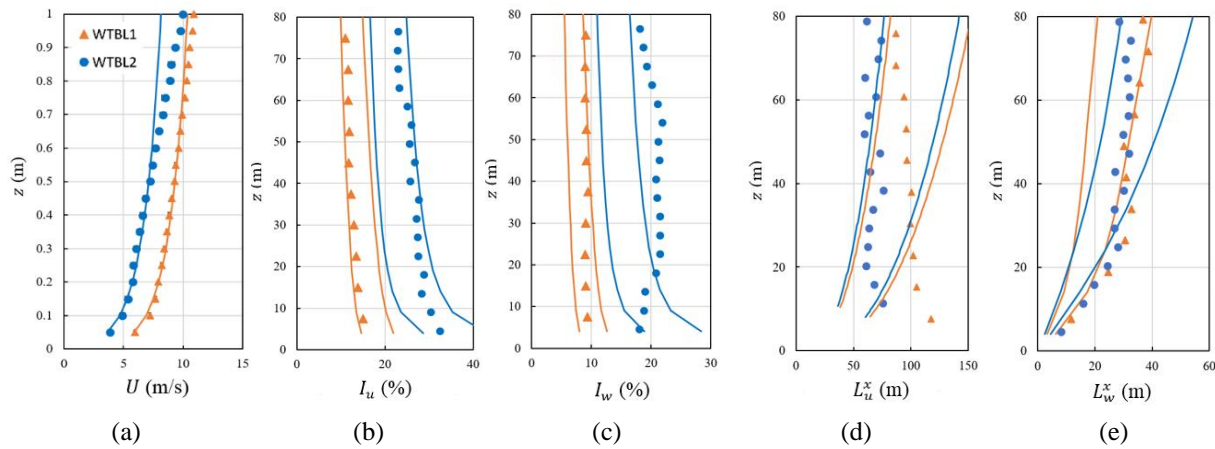 1
0.9
0.8
0.7
0.6
0.5
0.4
0.3
0.2
0.1
0
z (m)
WTBL1
WTBL2
0 5 10 15
U (m/s)
(a)
80
70
60
50
40
30
20
10
0
z (m)
0 20 40
I_u (%)
(b)
80
70
60
50
40
30
20
10
0
z (m)
0 10 20 30
I_w (%)
(c)
80
60
40
20
0
z (m)
0 50 100 150
L_u^x (m)
(d)
80
60
40
20
0
z (m)
0 20 40 60
L_w^x (m)
(e)